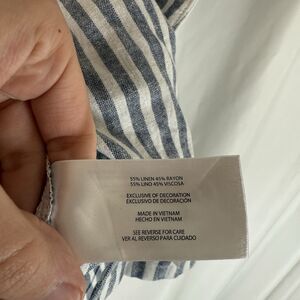 55% LINEN 45% RAYON
55% LINO 45% VISCOSA
EXCLUSIVE OF DECORATION
EXCLUSIVO DE DECORACIÓN
MADE IN VIETNAM
HECHO EN VIETNAM
SEE REVERSE FOR CARE
VER AL REVERSO PARA CUIDADO